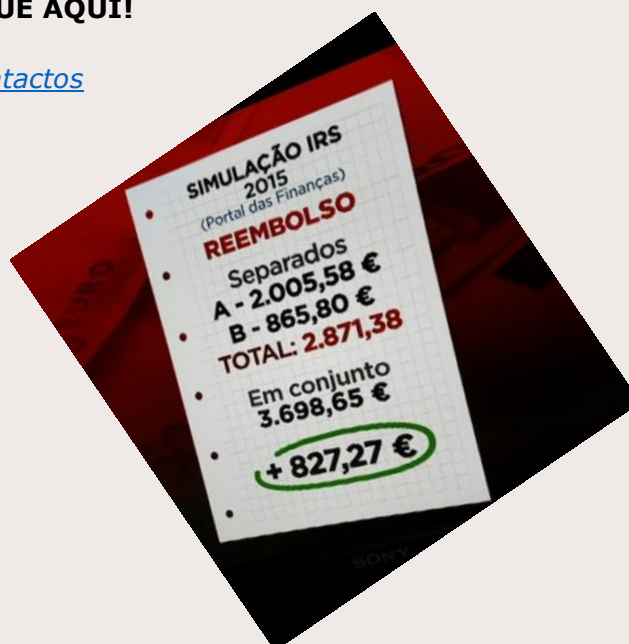 UE AQUI!
ntactos
SIMULAÇÃO IRS
2015
(Portal das Finanças)
REEMBOLSO
Separados
A - 2.005,58 €
B - 865,80 €
TOTAL: 2.871,38
Em conjunto
3.698,65 €
+ 827,27 €
SONY